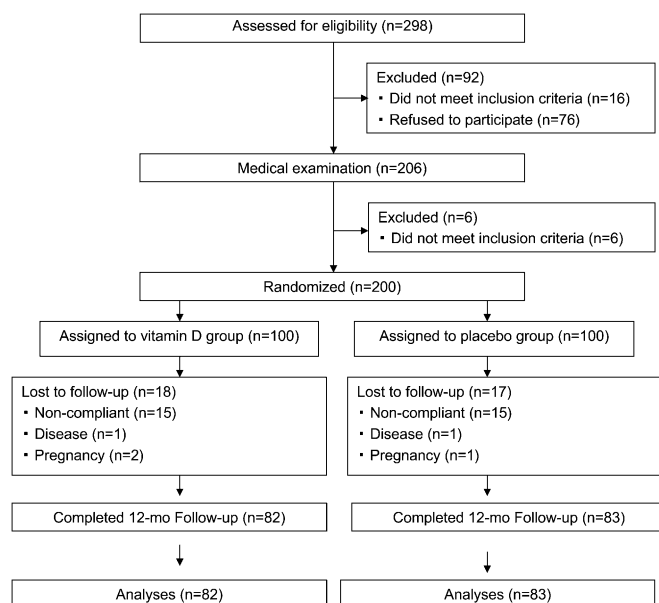 Assessed for eligibility (n=298)
Excluded (n=92)
▪ Did not meet inclusion criteria (n=16)
▪ Refused to participate (n=76)
Medical examination (n=206)
Excluded (n=6)
▪ Did not meet inclusion criteria (n=6)
Randomized (n=200)
Assigned to vitamin D group (n=100)
Assigned to placebo group (n=100)
Lost to follow-up (n=18)
▪ Non-compliant (n=15)
▪ Disease (n=1)
▪ Pregnancy (n=2)
Lost to follow-up (n=17)
▪ Non-compliant (n=15)
▪ Disease (n=1)
▪ Pregnancy (n=1)
Completed 12-mo Follow-up (n=82)
Completed 12-mo Follow-up (n=83)
Analyses (n=82)
Analyses (n=83)